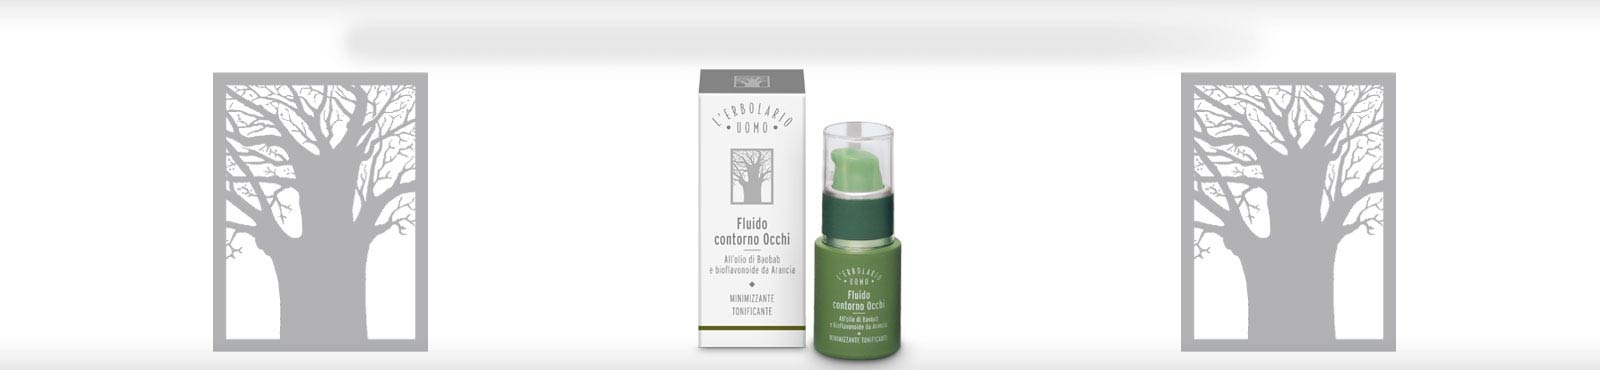 L'ERBOLARIO
• UOMO •
Fluido
contorno Occhi
All'olio di Baobab
e bioflavonoide da Arancia
MINIMIZZANTE
TONIFICANTE
L'ERBOLARIO
• UOMO •
Fluido
contorno Occhi
All'olio di Baobab
e bioflavonoide da Arancia
MINIMIZZANTE TONIFICANTE